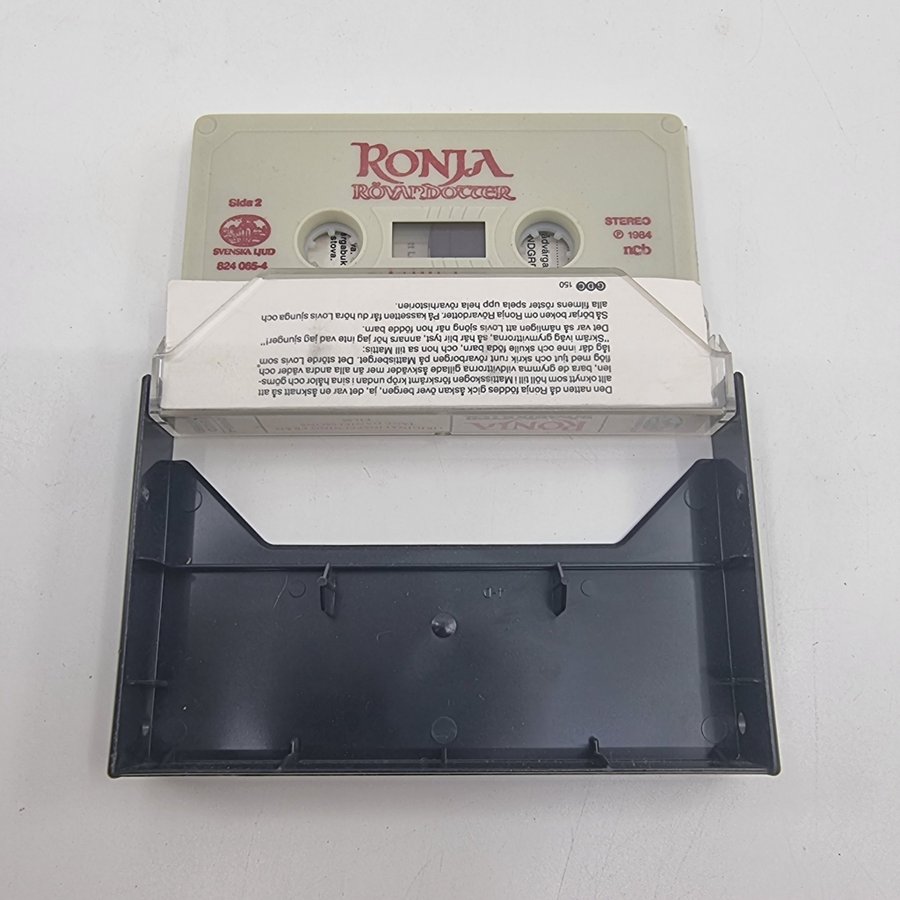 RONJA
RÖVARDOTTER
Sida 2
SVENSKA LJUD
824 065-4
STEREO
℗ 1984
ncb
Den natten då Ronja föddes gick åskan över bergen, ja, det var en åsknatt så att
allt oknytt som höll till i Mattisskogen förskrämt kröp undan i sina hålor och göms-
len, bara de grymma vildvittrorna gillade åskväder mer än alla andra väder och
flög med tjut och skrik runt rövarborgen på Mattisberget. Det störde Lovis som
låg där inne och skulle föda barn, och hon sa till Mattis:
"Skräm iväg grymvittrorna, så här blir tyst, annars hör jag inte vad jag sjunger!"
Det var så nämligen att Lovis sjöng när hon födde barn.
Så börjar boken om Ronja Rövardotter. På kassetten får du höra Lovis sjunga och
alla filmens röster spela upp hela rövarhistorien.
GDC 150
RONJA